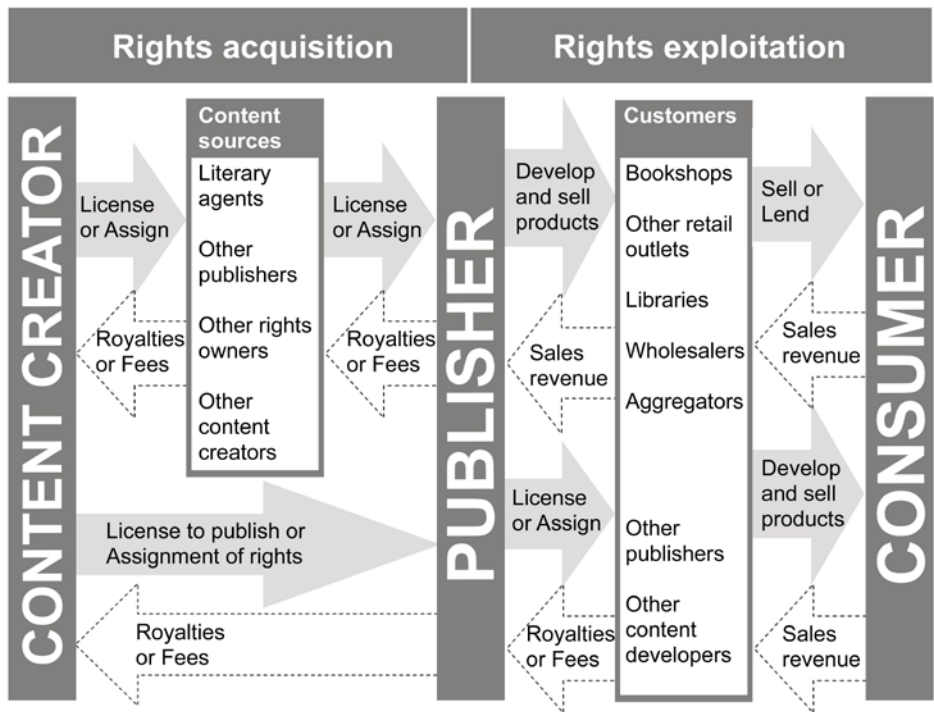 Rights acquisition
Rights exploitation
CONTENT CREATOR
License
or Assign
Royalties
or Fees
Content
sources
Literary
agents
Other
publishers
Other rights
owners
Other
content
creators
License
or Assign
Royalties
or Fees
License to publish or
Assignment of rights
Royalties
or Fees
PUBLISHER
Develop
and sell
products
Sales
revenue
License
or Assign
Royalties
or Fees
Customers
Bookshops
Other retail
outlets
Libraries
Wholesalers
Aggregators
Other
publishers
Other
content
developers
Sell or
Lend
Sales
revenue
Develop
and sell
products
Sales
revenue
CONSUMER